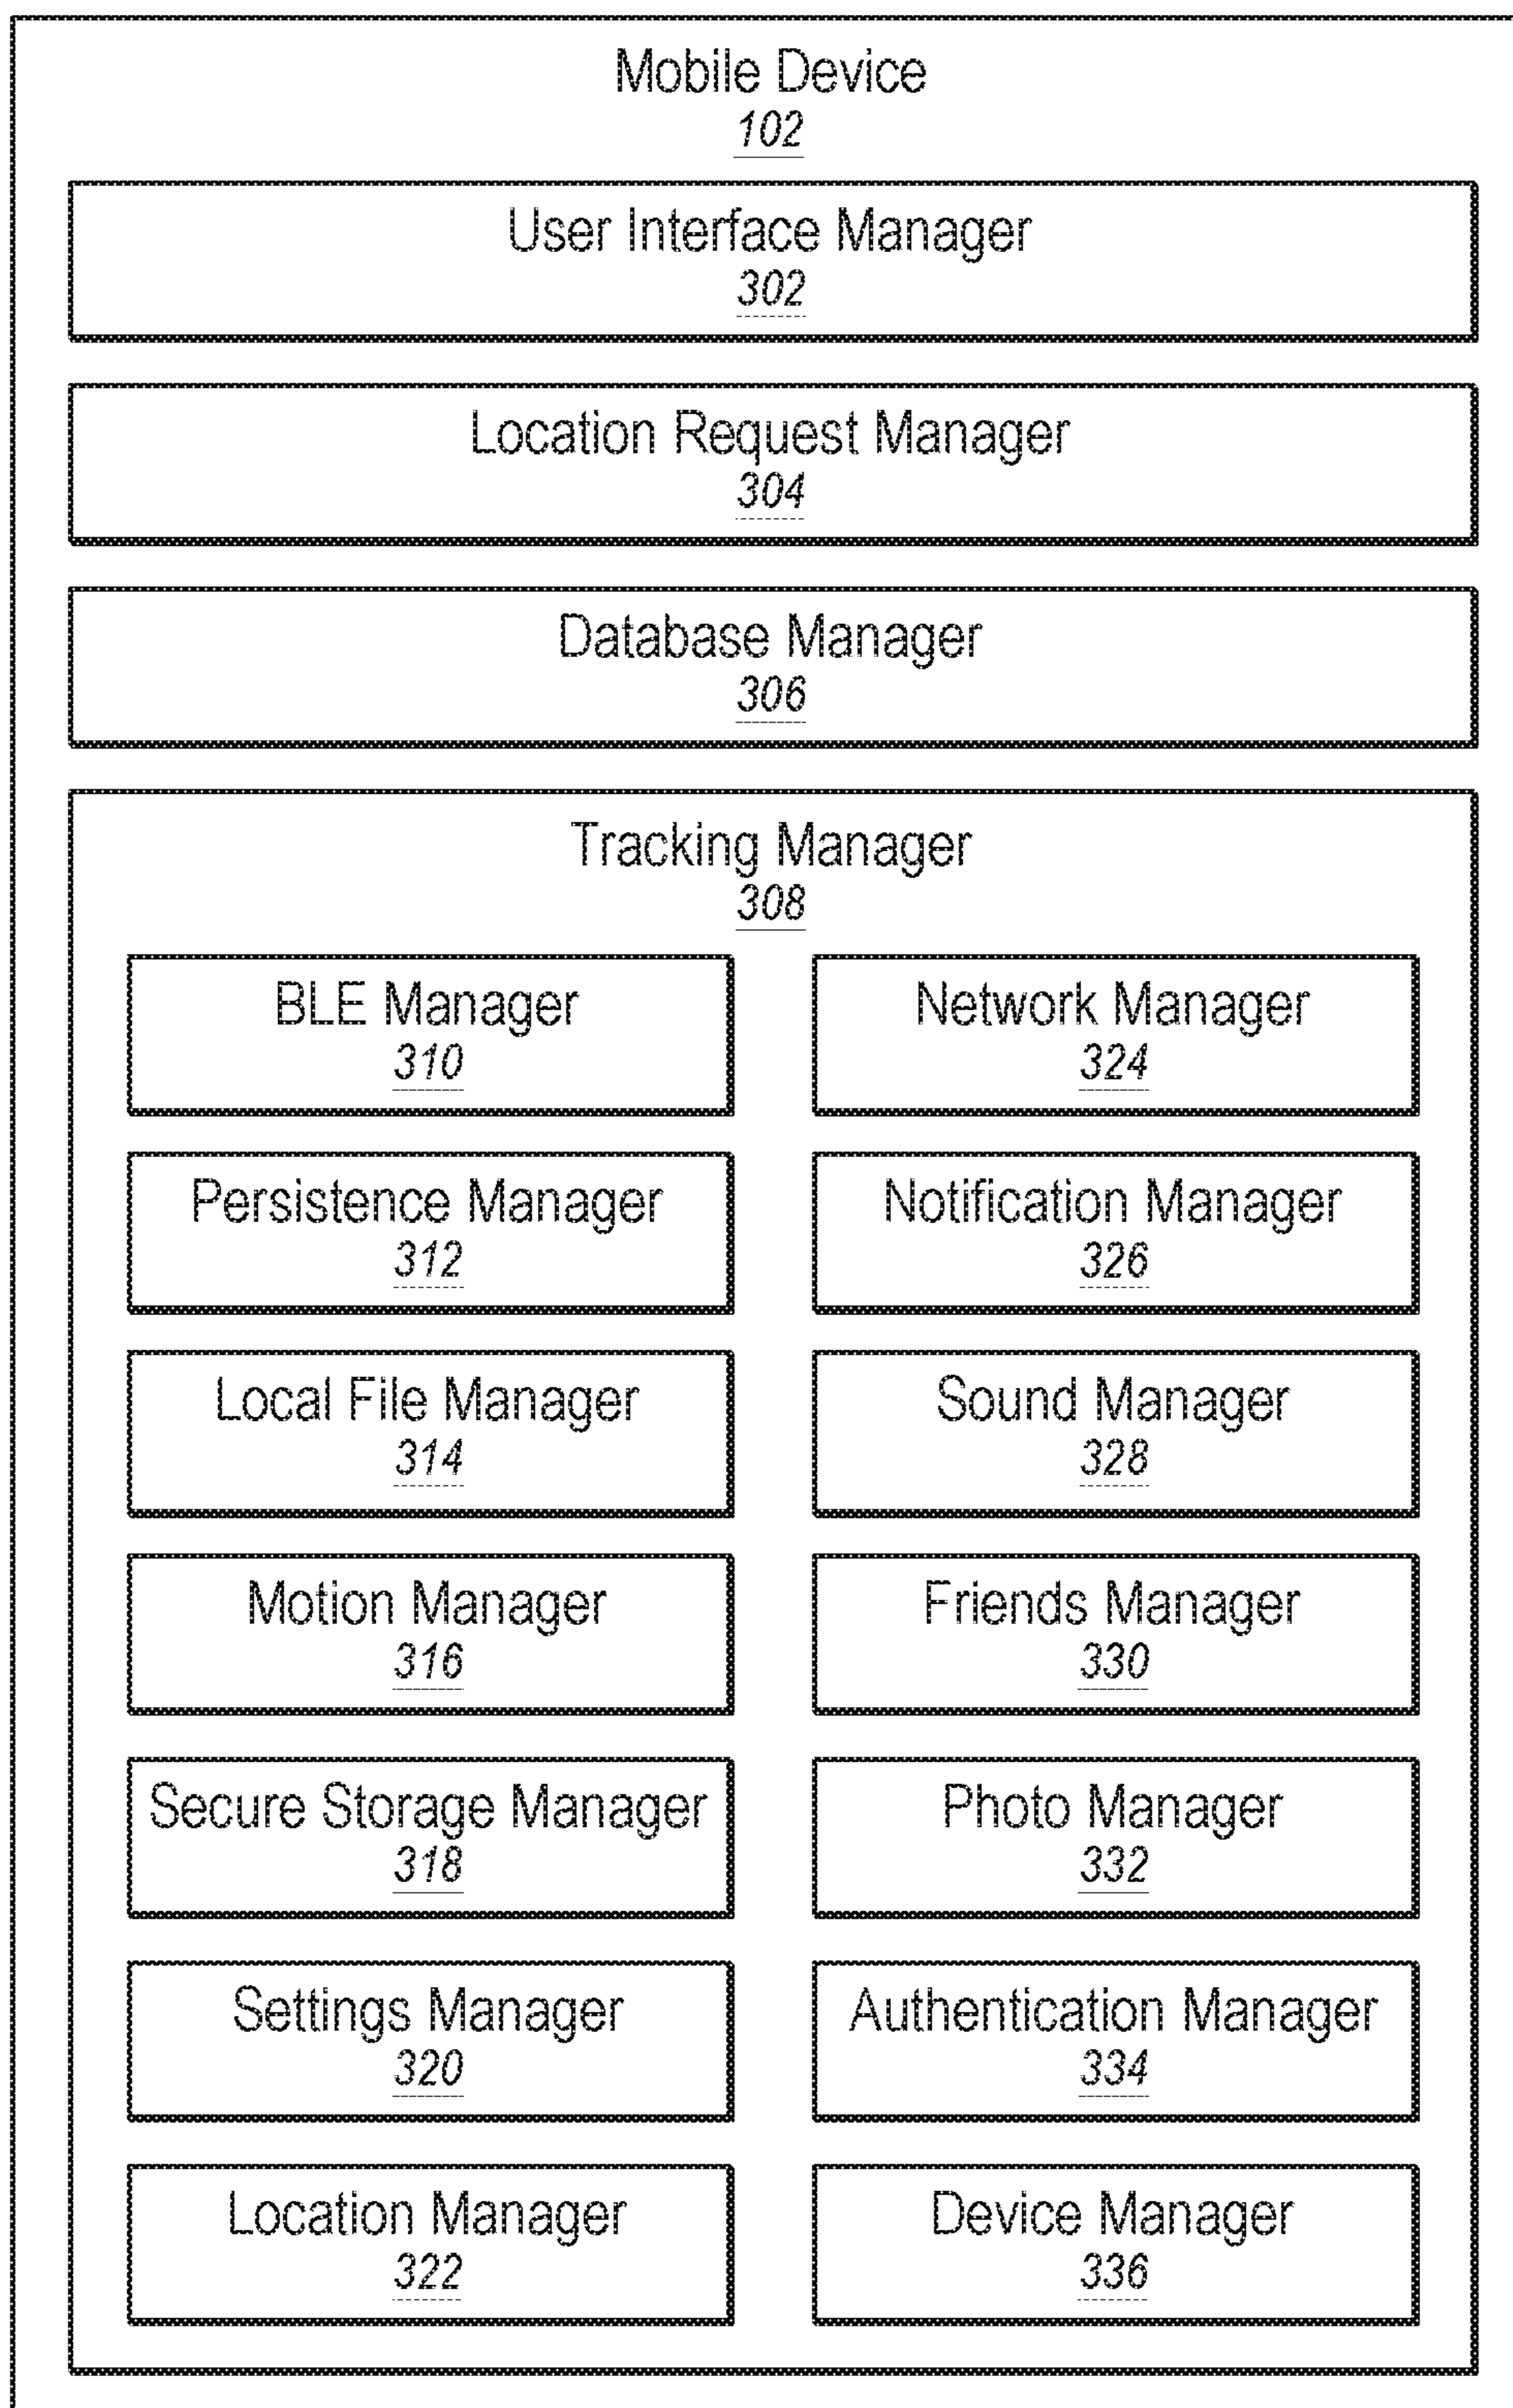 Mobile Device
102
User Interface Manager
302
Location Request Manager
304
Database Manager
306
Tracking Manager
308
BLE Manager
310
Network Manager
324
Persistence Manager
312
Notification Manager
326
Local File Manager
314
Sound Manager
328
Motion Manager
316
Friends Manager
330
Secure Storage Manager
318
Photo Manager
332
Settings Manager
320
Authentication Manager
334
Location Manager
322
Device Manager
336